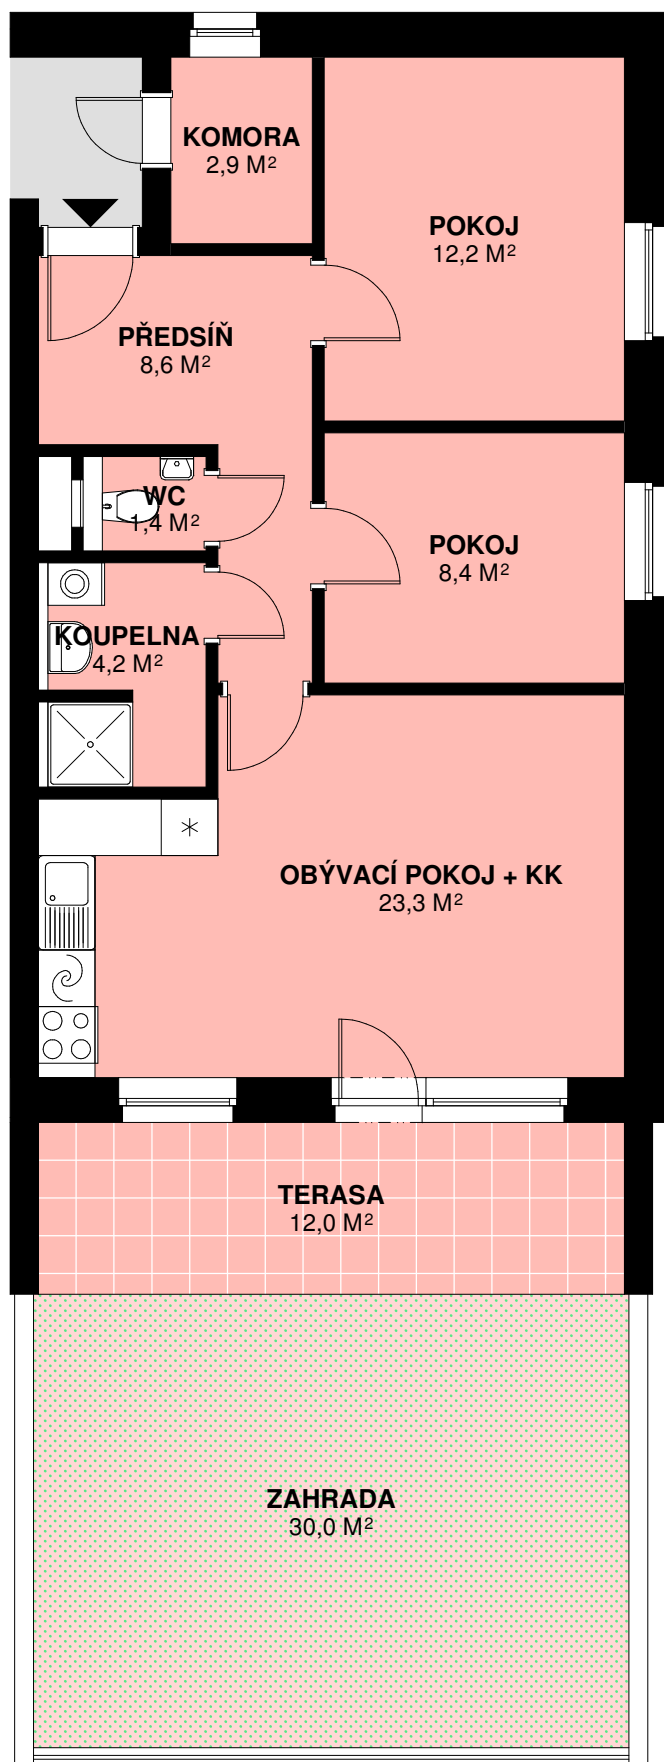 KOMORA
2,9 M²
POKOJ
12,2 M²
PŘEDSÍŇ
8,6 M²
WC
1,4 M²
POKOJ
8,4 M²
KOUPELNA
4,2 M²
OBÝVACÍ POKOJ + KK
23,3 M²
TERASA
12,0 M²
ZAHRADA
30,0 M²